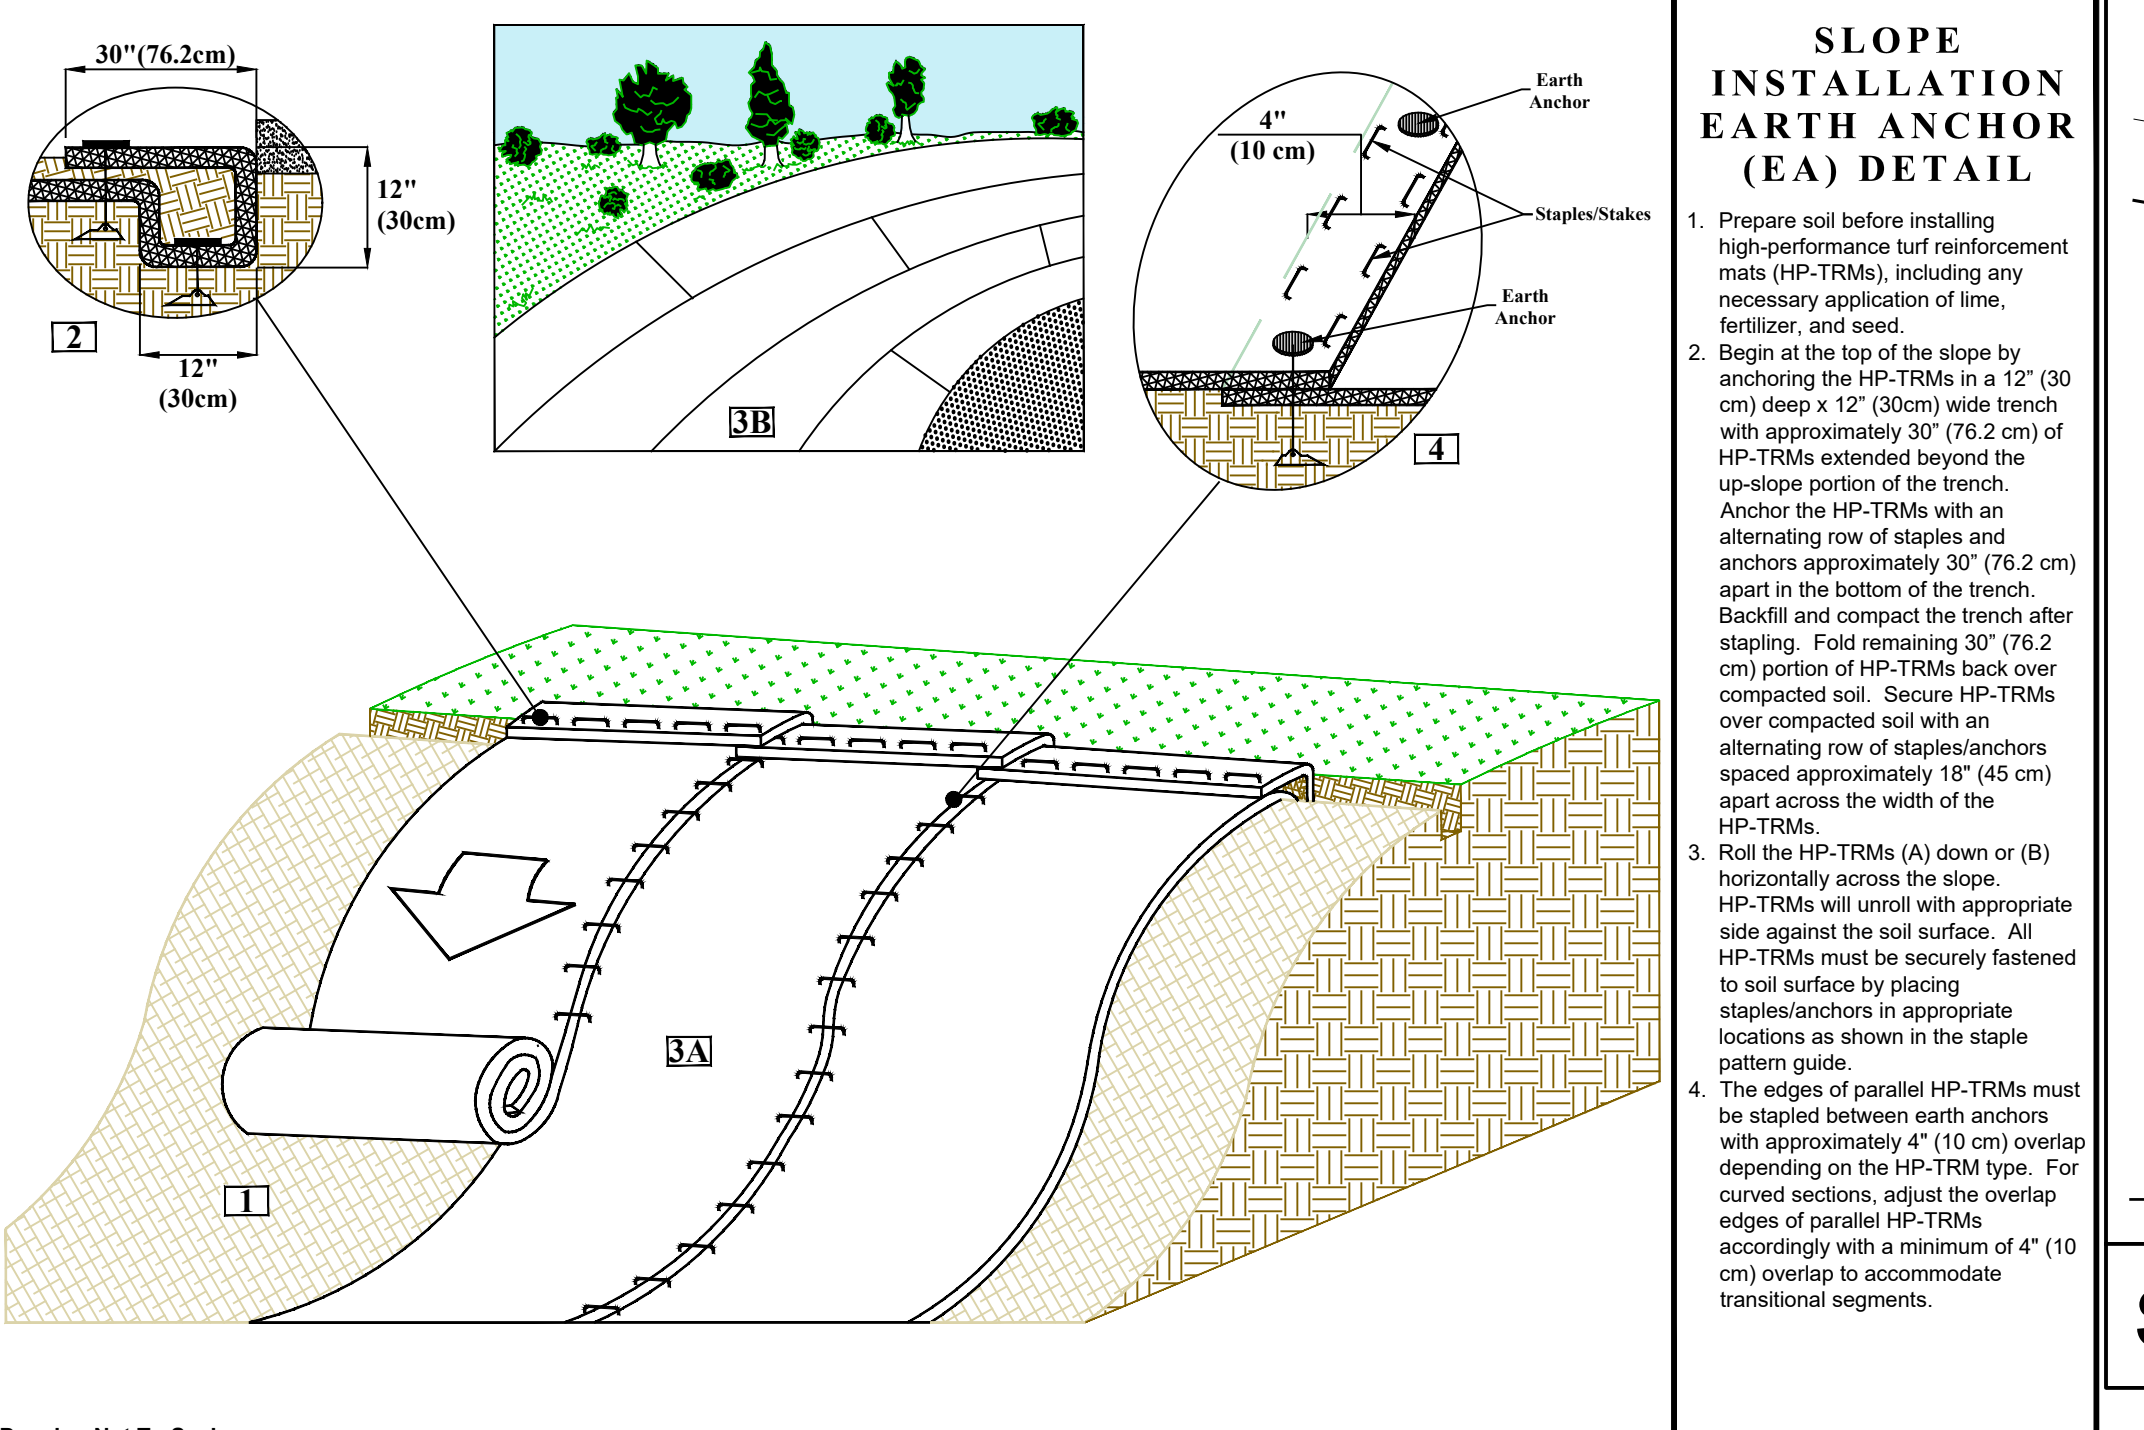 30"(76.2cm)
12"
(30cm)
2
12"
(30cm)
3B
4"
(10 cm)
Earth
Anchor
Staples/Stakes
Earth
Anchor
4
3A
1
SLOPE
INSTALLATION
EARTH ANCHOR
(EA) DETAIL
1. Prepare soil before installing
high-performance turf reinforcement
mats (HP-TRMs), including any
necessary application of lime,
fertilizer, and seed.
2. Begin at the top of the slope by
anchoring the HP-TRMs in a 12” (30
cm) deep x 12” (30cm) wide trench
with approximately 30” (76.2 cm) of
HP-TRMs extended beyond the
up-slope portion of the trench.
Anchor the HP-TRMs with an
alternating row of staples and
anchors approximately 30” (76.2 cm)
apart in the bottom of the trench.
Backfill and compact the trench after
stapling. Fold remaining 30” (76.2
cm) portion of HP-TRMs back over
compacted soil. Secure HP-TRMs
over compacted soil with an
alternating row of staples/anchors
spaced approximately 18" (45 cm)
apart across the width of the
HP-TRMs.
3. Roll the HP-TRMs (A) down or (B)
horizontally across the slope.
HP-TRMs will unroll with appropriate
side against the soil surface. All
HP-TRMs must be securely fastened
to soil surface by placing
staples/anchors in appropriate
locations as shown in the staple
pattern guide.
4. The edges of parallel HP-TRMs must
be stapled between earth anchors
with approximately 4" (10 cm) overlap
depending on the HP-TRM type. For
curved sections, adjust the overlap
edges of parallel HP-TRMs
accordingly with a minimum of 4" (10
cm) overlap to accommodate
transitional segments.